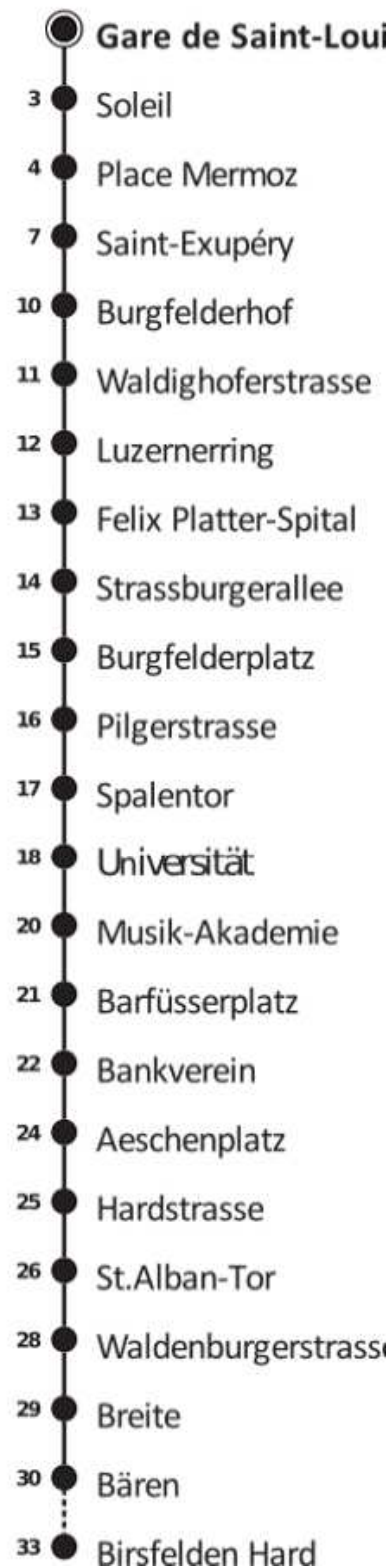 Gare de Saint-Loui
3 Soleil
4 Place Mermoz
7 Saint-Exupéry
10 Burgfelderhof
11 Waldighoferstrasse
12 Luzernerring
13 Felix Platter-Spital
14 Strassburgerallee
15 Burgfelderplatz
16 Pilgerstrasse
17 Spalentor
18 Universität
20 Musik-Akademie
21 Barfüsserplatz
22 Bankverein
24 Aeschenplatz
25 Hardstrasse
26 St.Alban-Tor
28 Waldenburgerstrasse
29 Breite
30 Bären
33 Birsfelden Hard